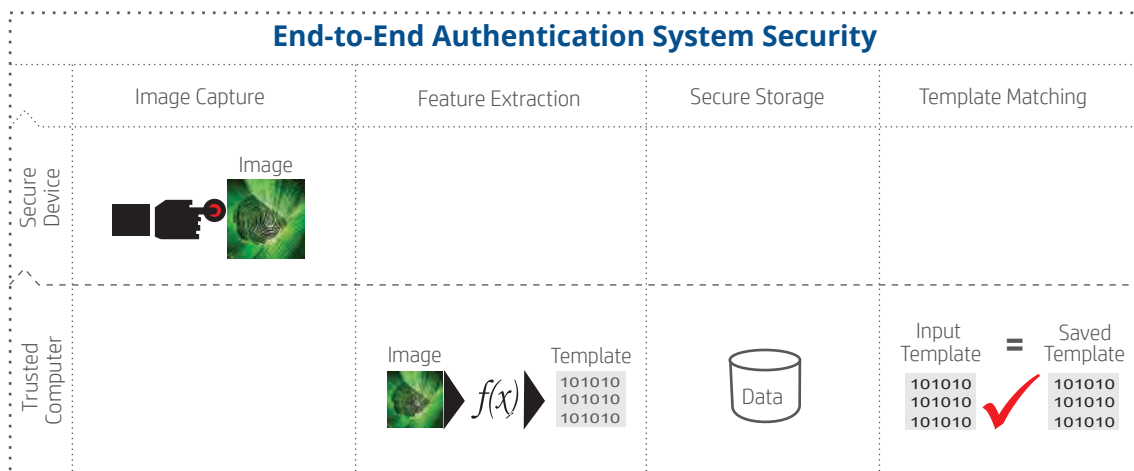 End-to-End Authentication System Security
Image Capture
Feature Extraction
Secure Storage
Template Matching
Secure
Device
Image
Trusted
Computer
Image
f(x)
Template
101010
101010
101010
Data
Input
Template
=
Saved
Template
101010
101010
101010
101010
101010
101010